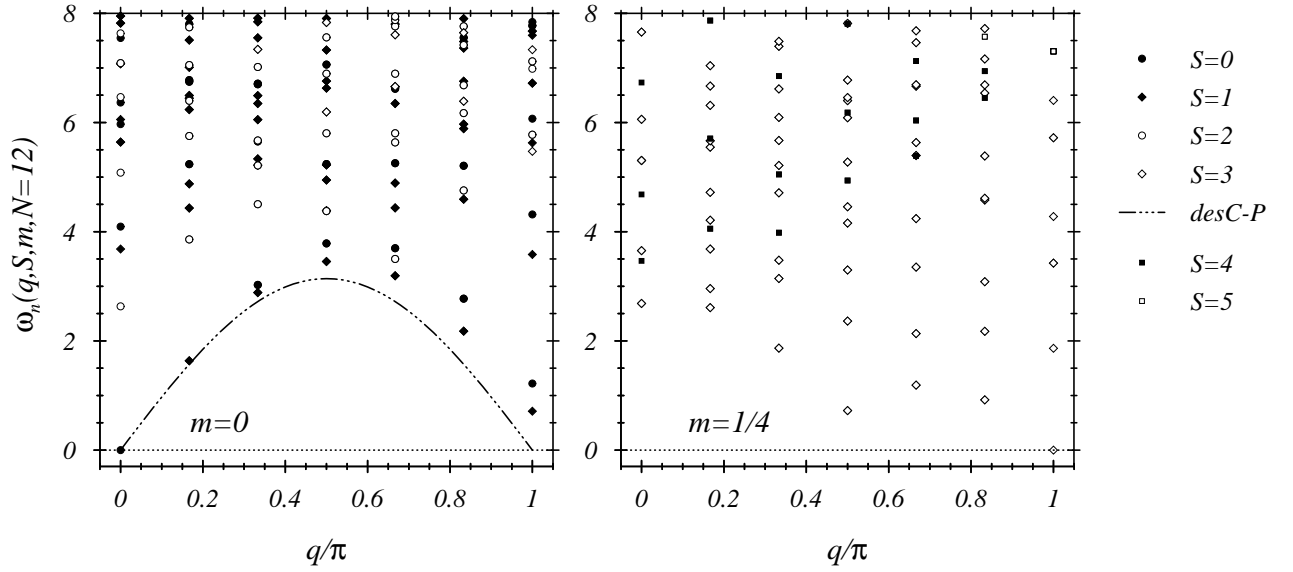 ωn(q,S,m,N=12)
8
6
4
2
0
0 0.2 0.4 0.6 0.8 1
q/π
m=0
8
6
4
2
0
0 0.2 0.4 0.6 0.8 1
q/π
m=1/4
S=0
S=1
S=2
S=3
desC-P
S=4
S=5